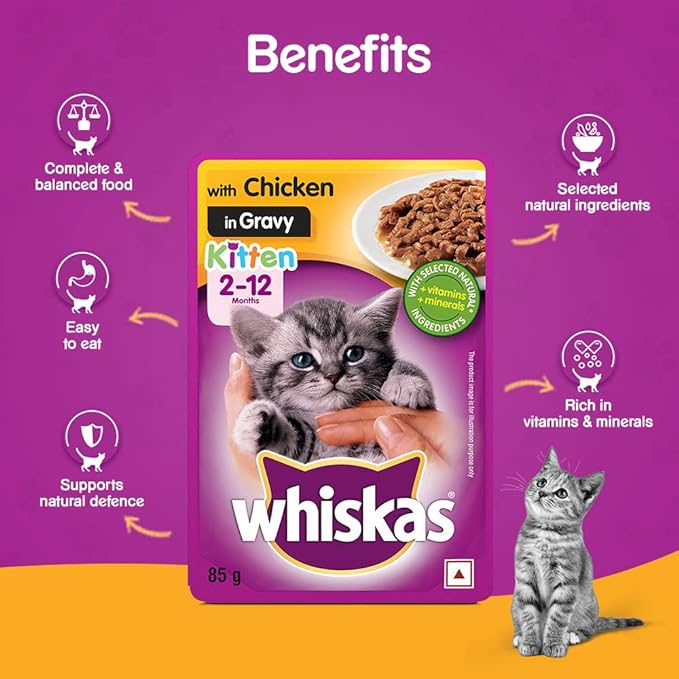 Benefits
Complete &
balanced food
Easy
to eat
Supports
natural defence
with Chicken
in Gravy
Kitten
2-12
Months
WITH SELECTED NATURAL*
+vitamins
+minerals
INGREDIENTS
The product image is for illustration purpose only
whiskas®
85 g
Selected
natural ingredients
Rich in
vitamins & minerals